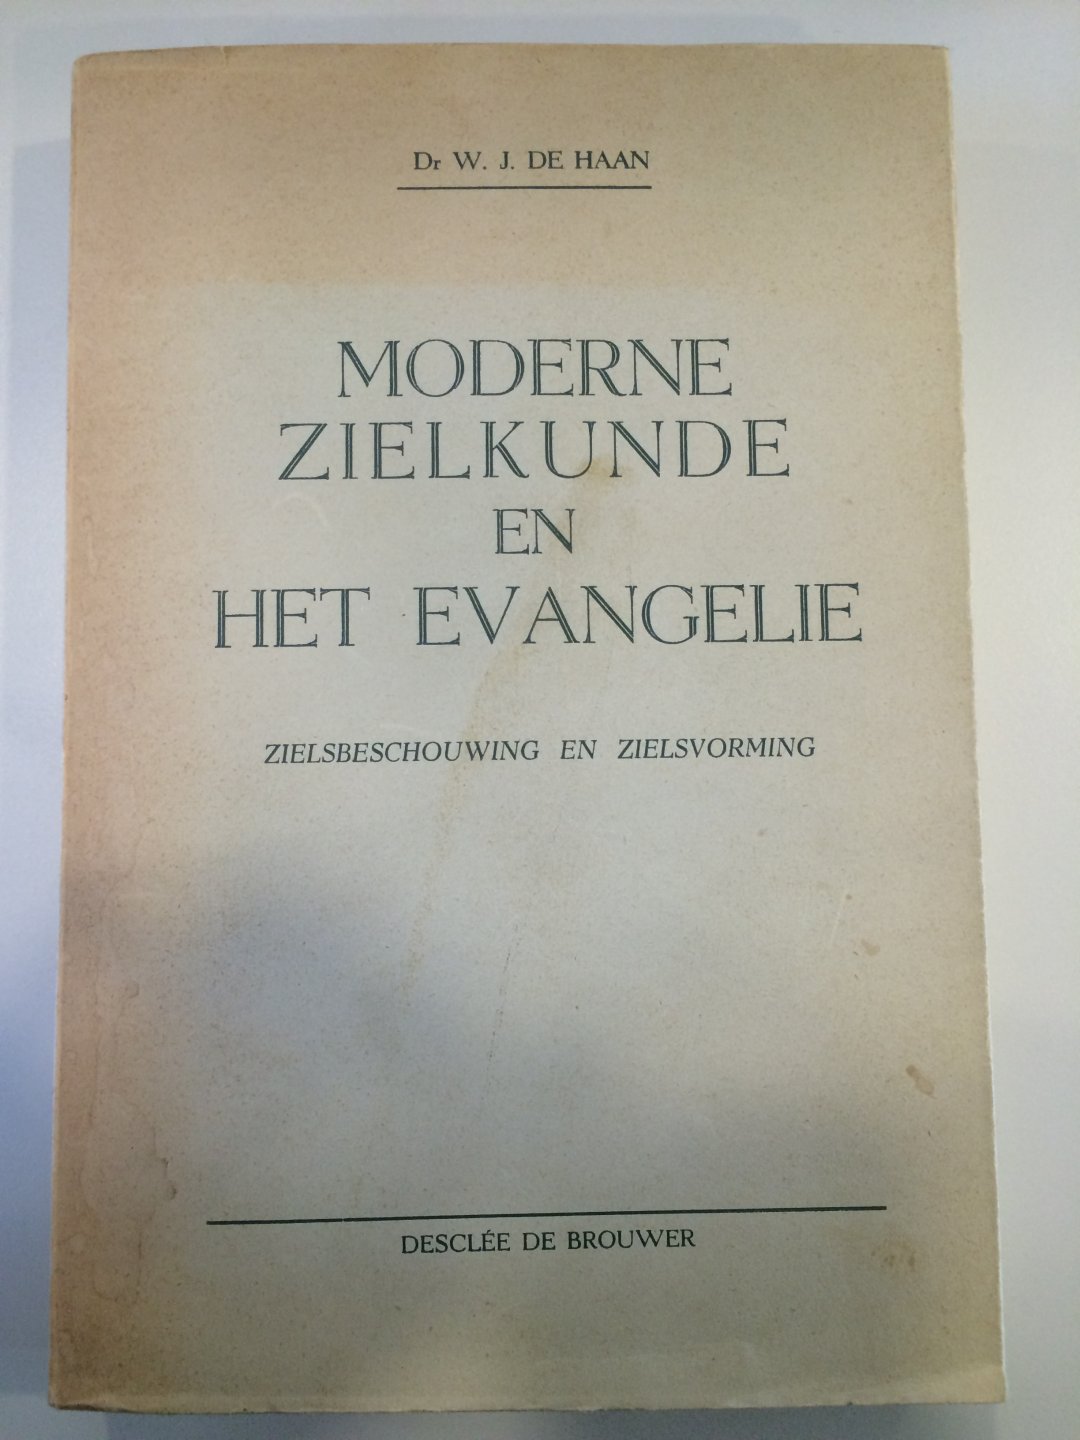 Dr W. J. DE HAAN
MODERNE
ZIELKUNDE
EN
HET EVANGELIE
ZIELSBESCHOUWING EN ZIELSVORMING
DESCLÉE DE BROUWER